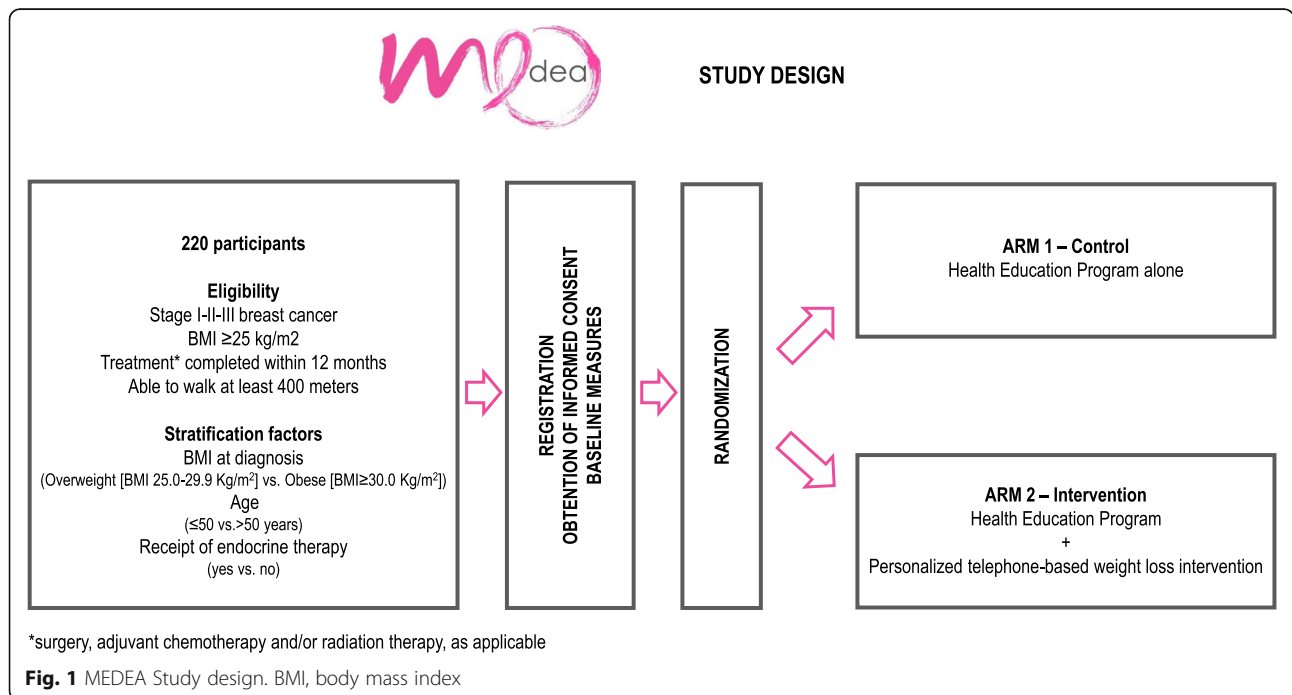 medea
STUDY DESIGN
220 participants
Eligibility
Stage I-II-III breast cancer
BMI ≥25 kg/m2
Treatment* completed within 12 months
Able to walk at least 400 meters
Stratification factors
BMI at diagnosis
(Overweight [BMI 25.0-29.9 Kg/m²] vs. Obese [BMI≥30.0 Kg/m²])
Age
(≤50 vs.>50 years)
Receipt of endocrine therapy
(yes vs. no)
REGISTRATION
OBTENTION OF INFORMED CONSENT
BASELINE MEASURES
RANDOMIZATION
ARM 1 – Control
Health Education Program alone
ARM 2 – Intervention
Health Education Program
+
Personalized telephone-based weight loss intervention
*surgery, adjuvant chemotherapy and/or radiation therapy, as applicable
Fig. 1 MEDEA Study design. BMI, body mass index